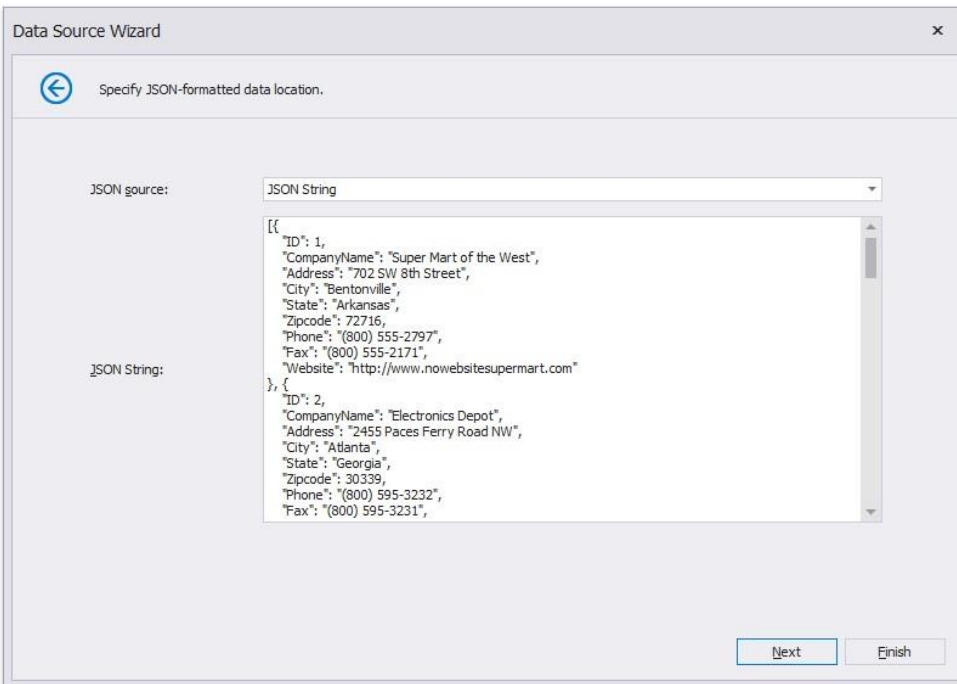 Data Source Wizard
Specify JSON-formatted data location.
JSON source: JSON String
[{
"ID": 1,
"CompanyName": "Super Mart of the West",
"Address": "702 SW 8th Street",
"City": "Bentonville",
"State": "Arkansas",
"Zipcode": 72716,
"Phone": "(800) 555-2797",
"Fax": "(800) 555-2171",
JSON String:
"Website": "http://www.nowebsitesupermart.com"
}, {
"ID": 2,
"CompanyName": "Electronics Depot",
"Address": "2455 Paces Ferry Road NW",
"City": "Atlanta",
"State": "Georgia",
"Zipcode": 30339,
"Phone": "(800) 595-3232",
"Fax": "(800) 595-3231",
Next Finish